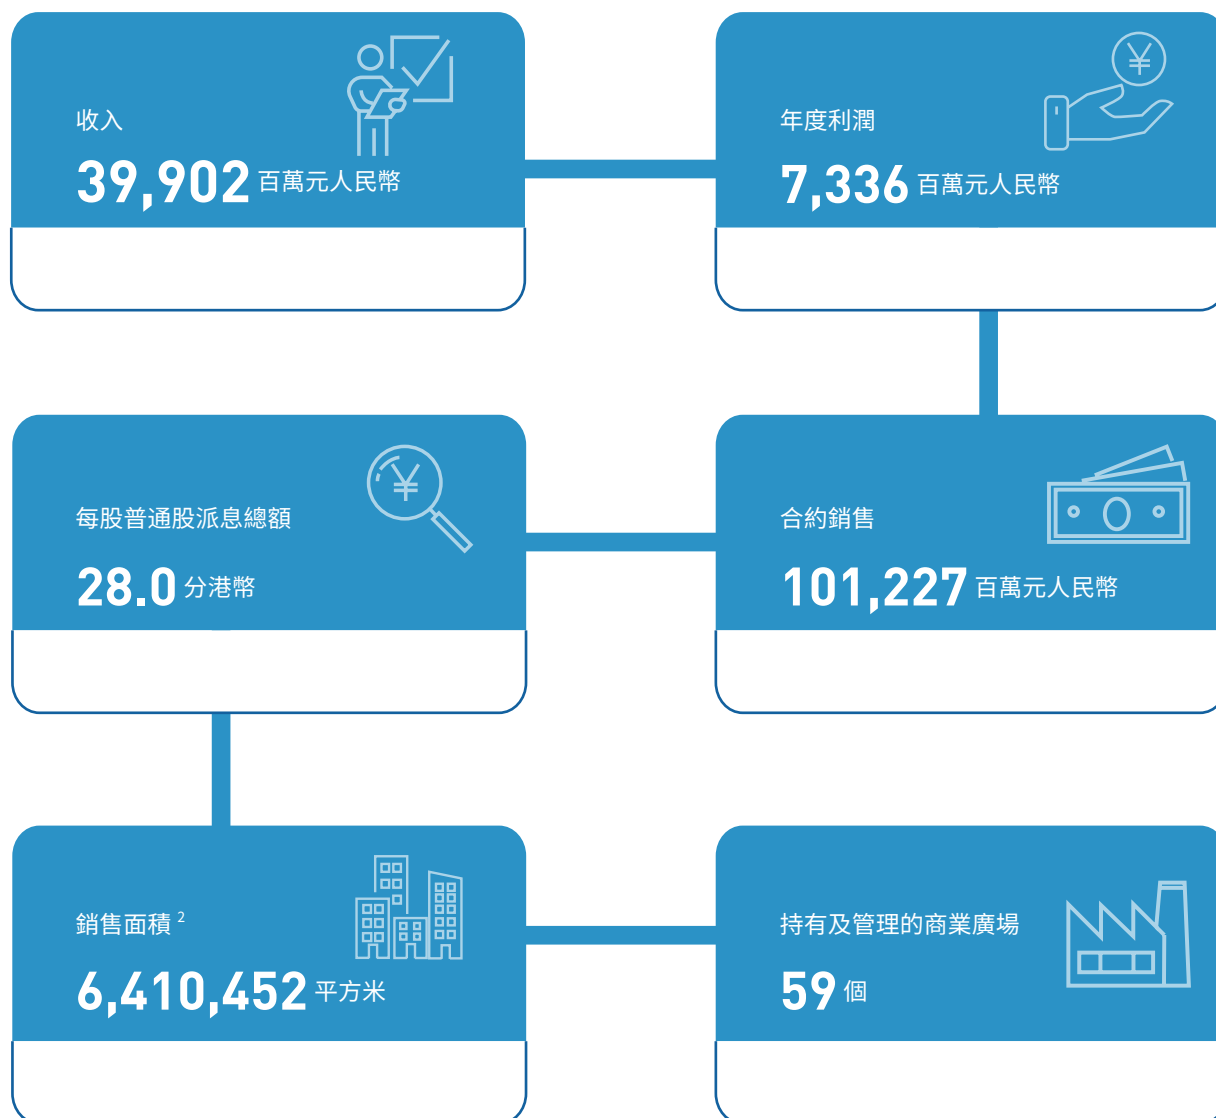 收入
39,902 百萬元人民幣
年度利潤
7,336 百萬元人民幣
每股普通股派息總額
28.0 分港幣
合約銷售
101,227 百萬元人民幣
銷售面積 2
6,410,452 平方米
持有及管理的商業廣場
59 個